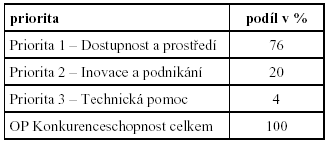 priorita podíl v %
Priorita 1 – Dostupnost a prostředí 76
Priorita 2 – Inovace a podnikání 20
Priorita 3 – Technická pomoc 4
OP Konkurenceschopnost celkem 100